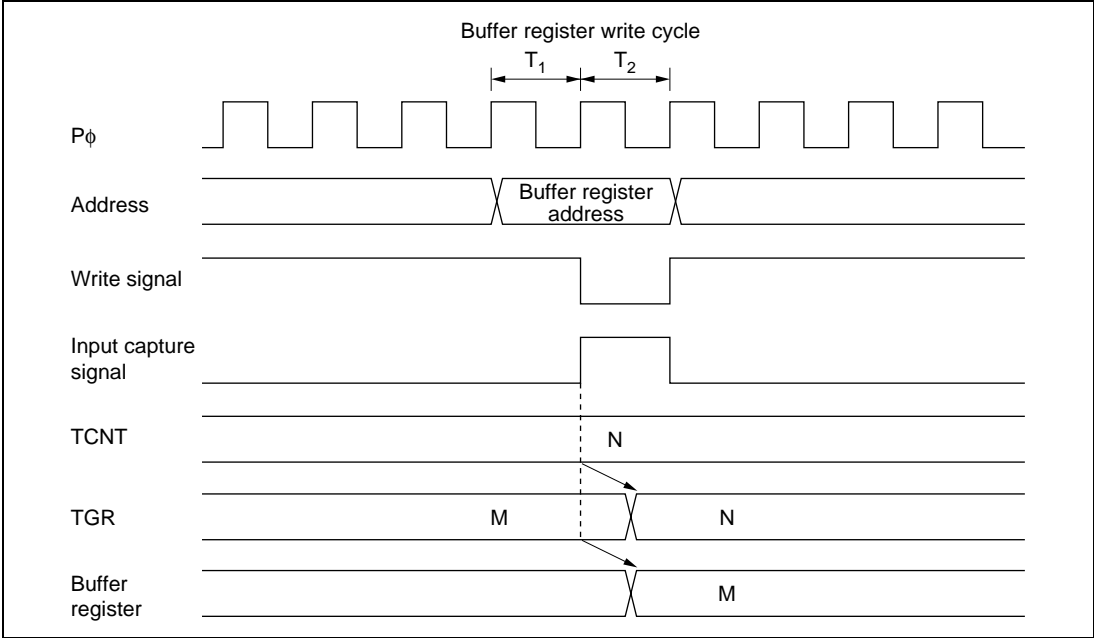 Buffer register write cycle
T1 T2
Pϕ
Address
Buffer register
address
Write signal
Input capture
signal
TCNT
N
TGR
M N
Buffer
register
M